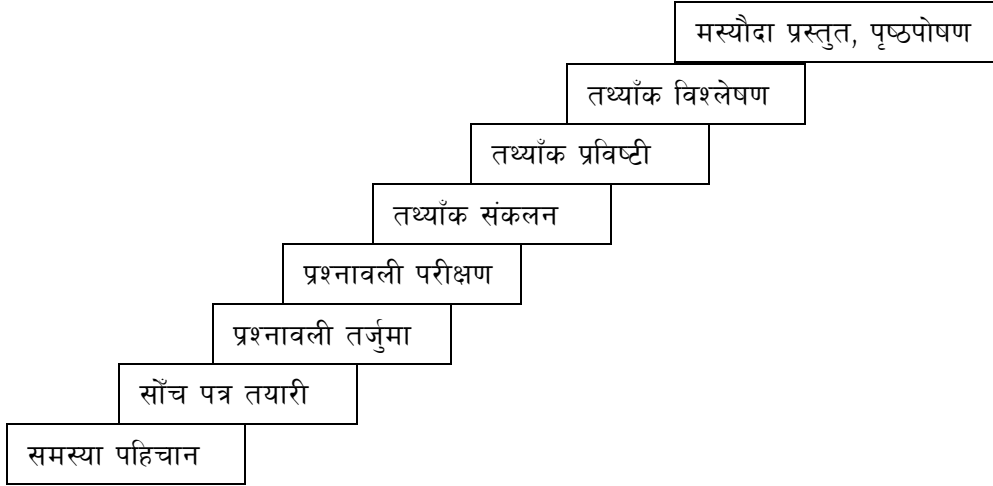 मस्यौदा प्रस्तुत, पृष्ठपोषण
तथ्याँक विश्लेषण
तथ्याँक प्रविष्टी
तथ्याँक संकलन
प्रश्नावली परीक्षण
प्रश्नावली तर्जुमा
सोँच पत्र तयारी
समस्या पहिचान